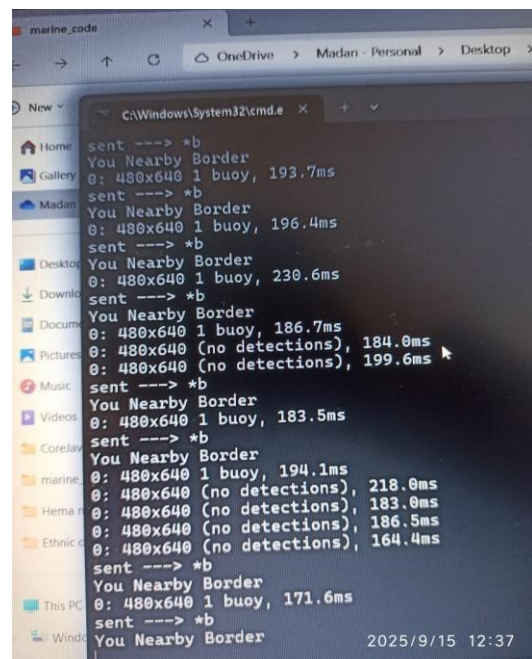 marine_code
OneDrive > Madan - Personal > Desktop >
New
C:\Windows\System32\cmd.e
Home
Gallery
Madan
Desktop
Downlo
Docume
Pictures
Music
Videos
CoreJav
marine_
Hema
Ethnic
This PC
Windo
sent ---> *b
You Nearby Border
0: 480x640 1 buoy, 193.7ms
sent ---> *b
You Nearby Border
0: 480x640 1 buoy, 196.4ms
sent ---> *b
You Nearby Border
0: 480x640 1 buoy, 230.6ms
sent ---> *b
You Nearby Border
0: 480x640 1 buoy, 186.7ms
0: 480x640 (no detections), 184.0ms
0: 480x640 (no detections), 199.6ms
sent ---> *b
You Nearby Border
0: 480x640 1 buoy, 183.5ms
sent ---> *b
You Nearby Border
0: 480x640 1 buoy, 194.1ms
0: 480x640 (no detections), 218.0ms
0: 480x640 (no detections), 183.0ms
0: 480x640 (no detections), 186.5ms
0: 480x640 (no detections), 164.4ms
sent ---> *b
You Nearby Border
0: 480x640 1 buoy, 171.6ms
sent ---> *b
You Nearby Border
2025/9/15 12:37